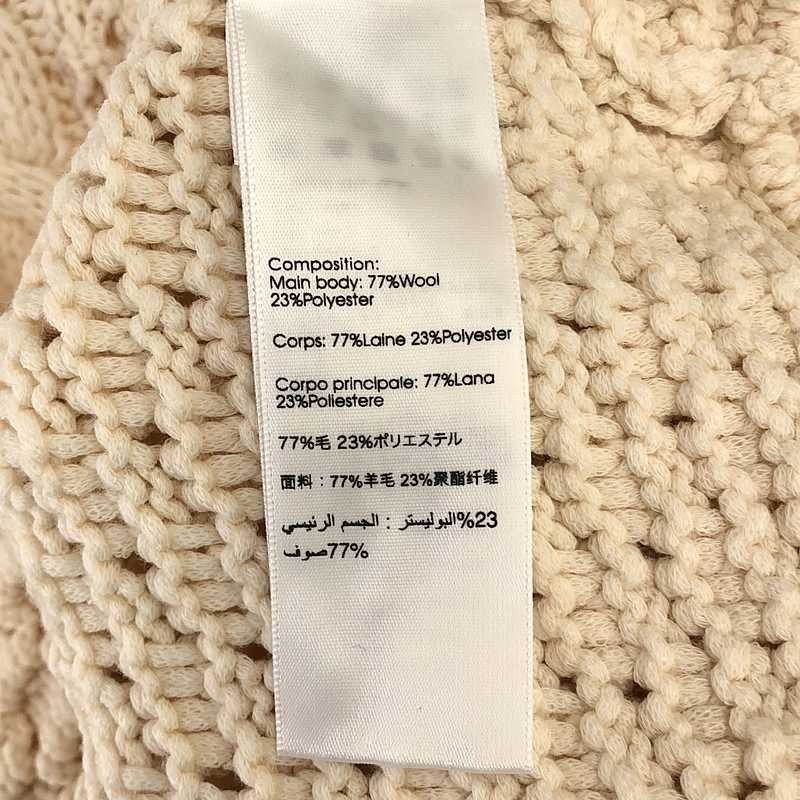 Composition:
Main body: 77%Wool
23%Polyester
Corps: 77%Laine 23%Polyester
Corpo principale: 77%Lana
23%Poliestere
77%毛 23%ポリエステル
面料：77%羊毛 23%聚酯纤维
23%البوليستر : الجسم الرئيسي
77%صوف